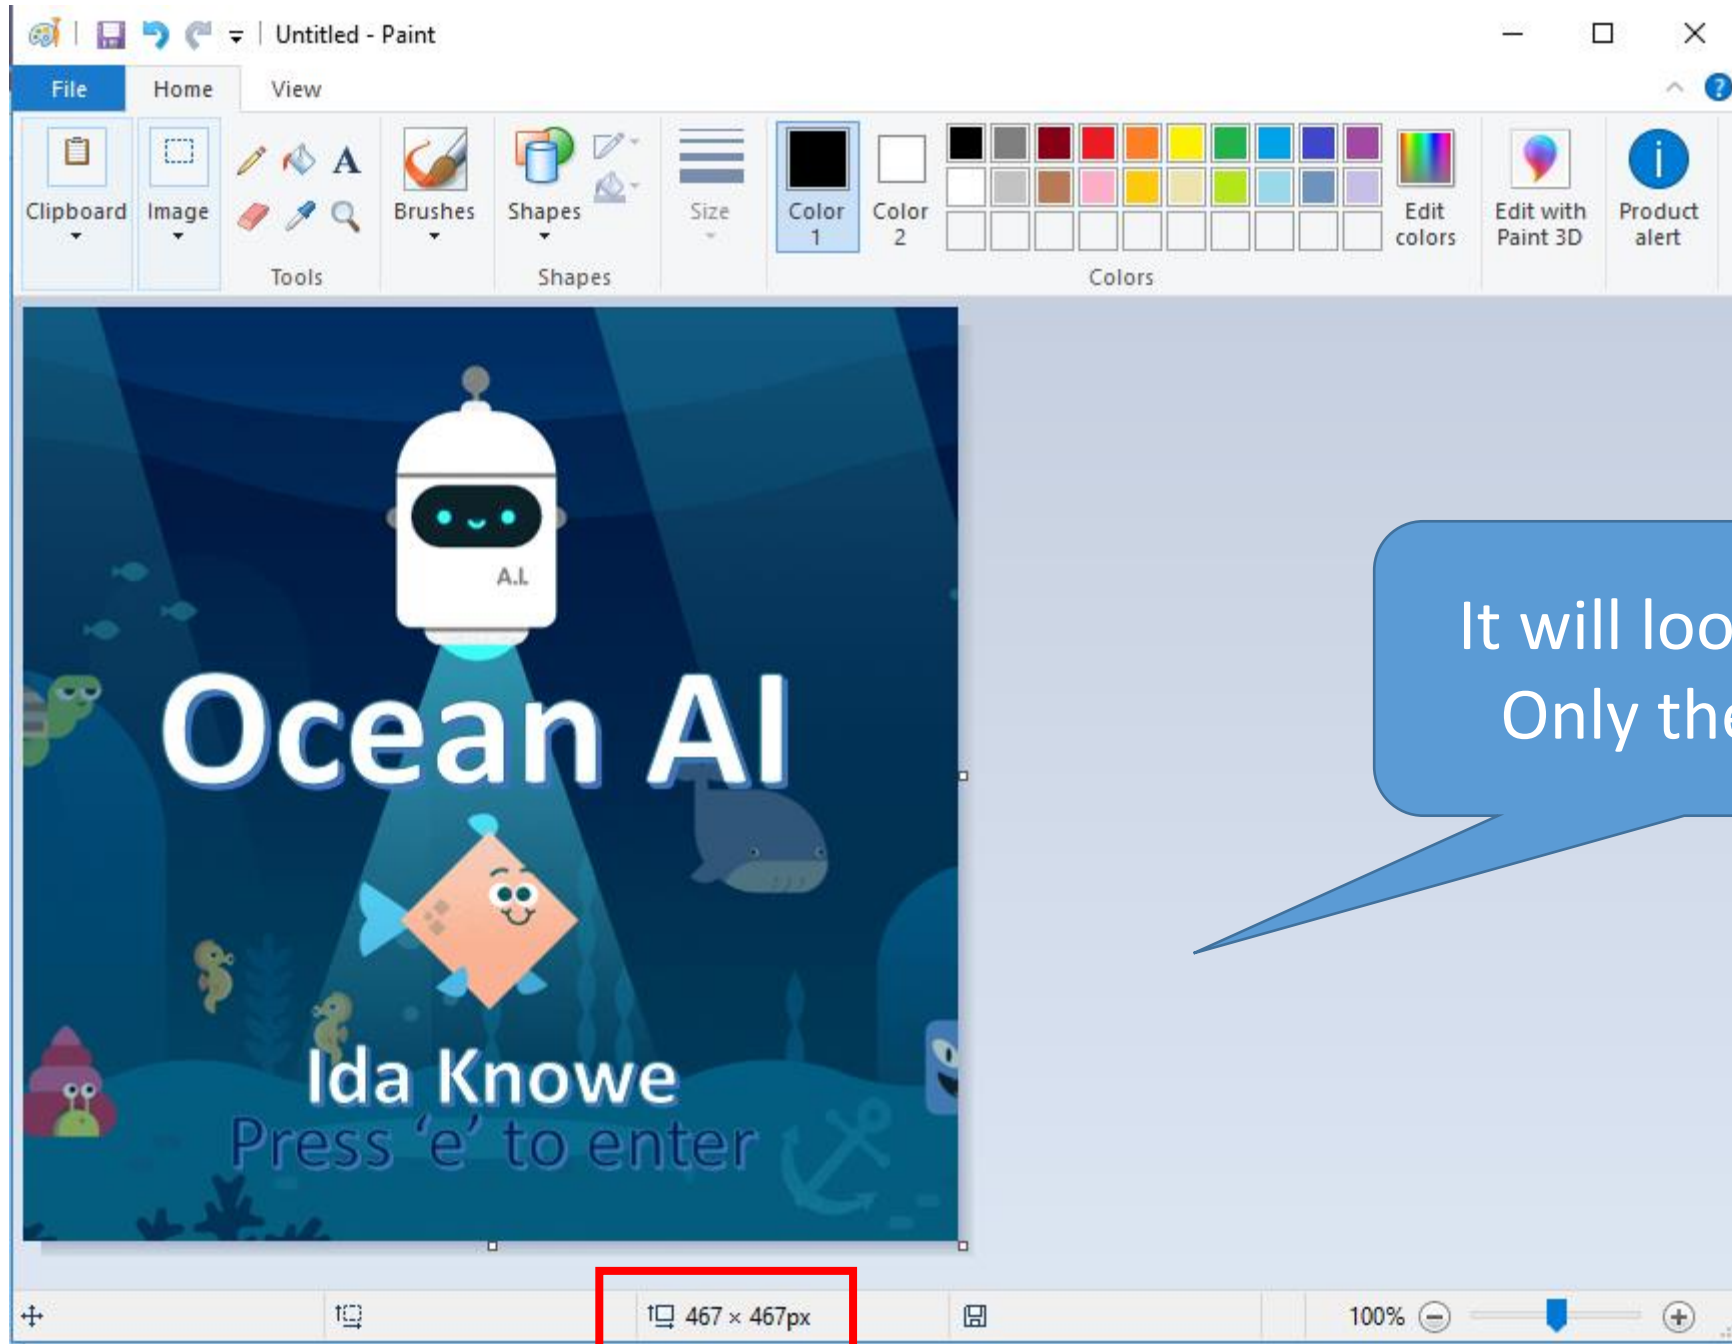 Untitled - Paint
File Home View
Clipboard Image A Brushes Shapes Size Color 1 Color 2 Edit colors Edit with Paint 3D Product alert
Tools Shapes Colors
A.I.
Ocean AI
Ida Knowe
Press ‘e’ to enter
It will loo
Only the
467 × 467px 100%